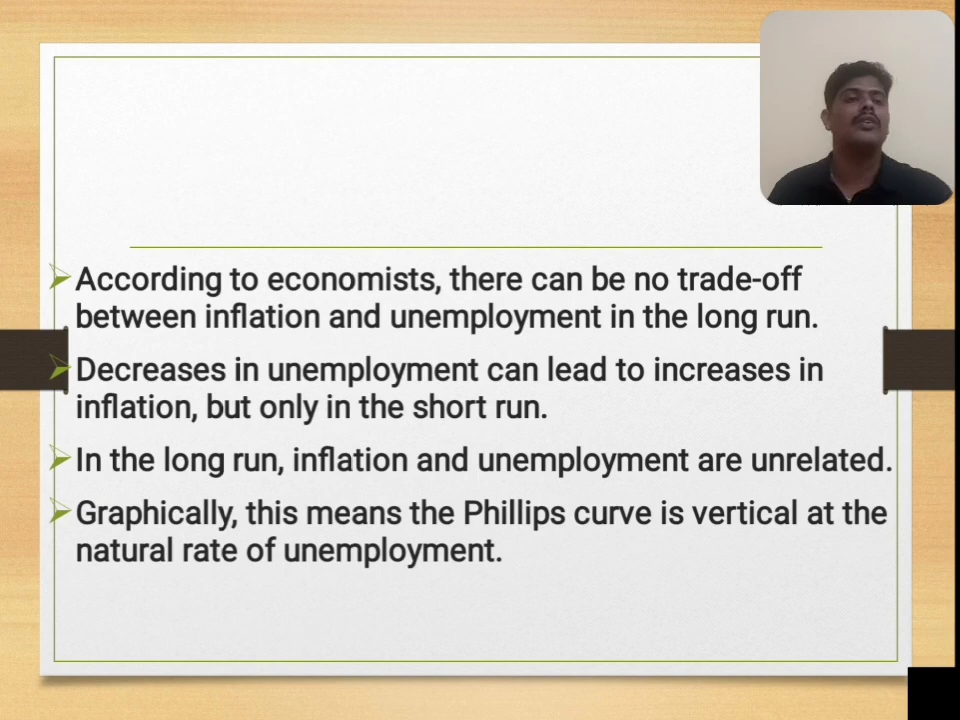 According to economists, there can be no trade-off
between inflation and unemployment in the long run.
Decreases in unemployment can lead to increases in
inflation, but only in the short run.
In the long run, inflation and unemployment are unrelated.
Graphically, this means the Phillips curve is vertical at the
natural rate of unemployment.